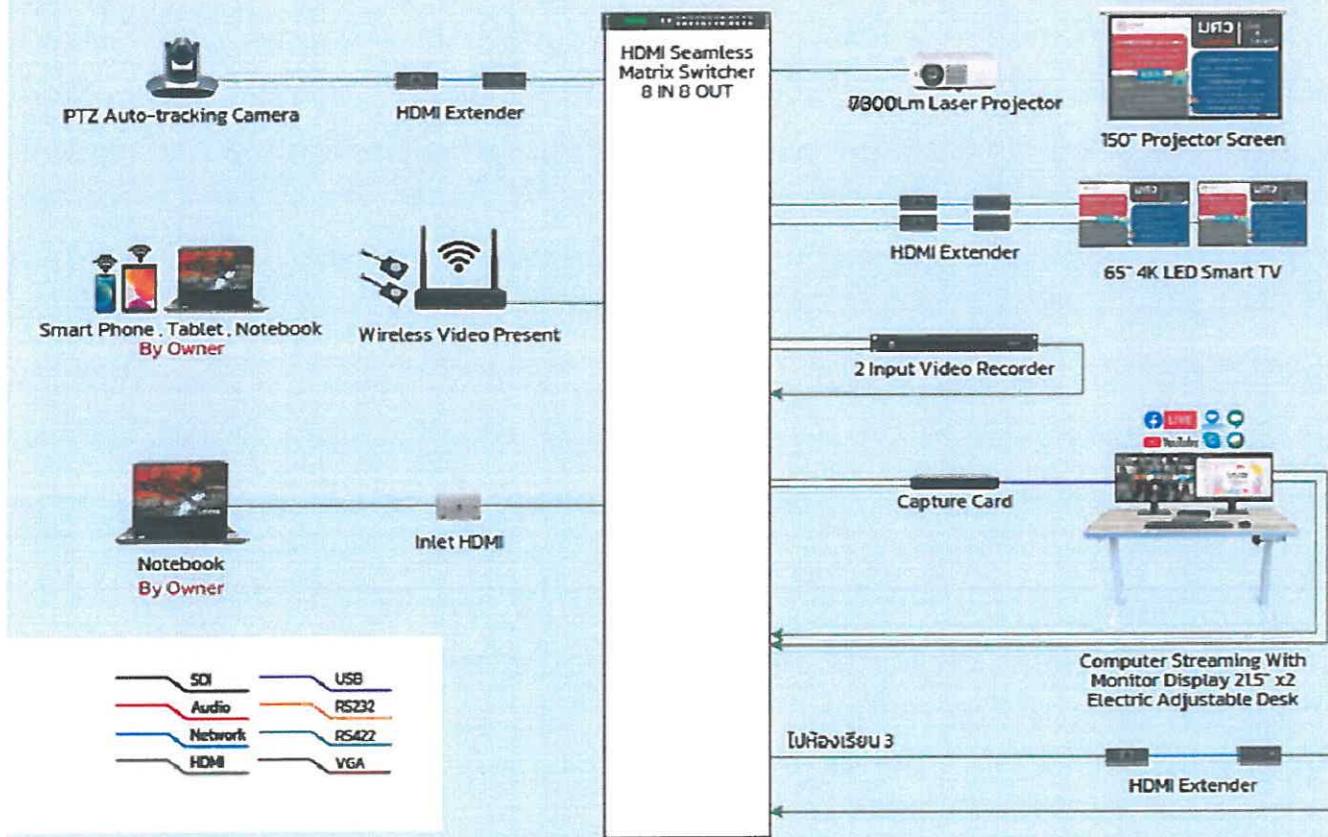 HDMI Seamless
Matrix Switcher
8 IN 8 OUT
PTZ Auto-tracking Camera
HDMI Extender
7300Lm Laser Projector
150" Projector Screen
HDMI Extender
65" 4K LED Smart TV
Smart Phone , Tablet , Notebook
By Owner
Wireless Video Present
2 Input Video Recorder
LIVE
YouTube
Capture Card
Notebook
By Owner
Inlet HDMI
Computer Streaming With
Monitor Display 21.5" x2
Electric Adjustable Desk
SDI
USB
Audio
RS232
Network
RS422
HDMI
VGA
ไปห้องเรียน 3
HDMI Extender